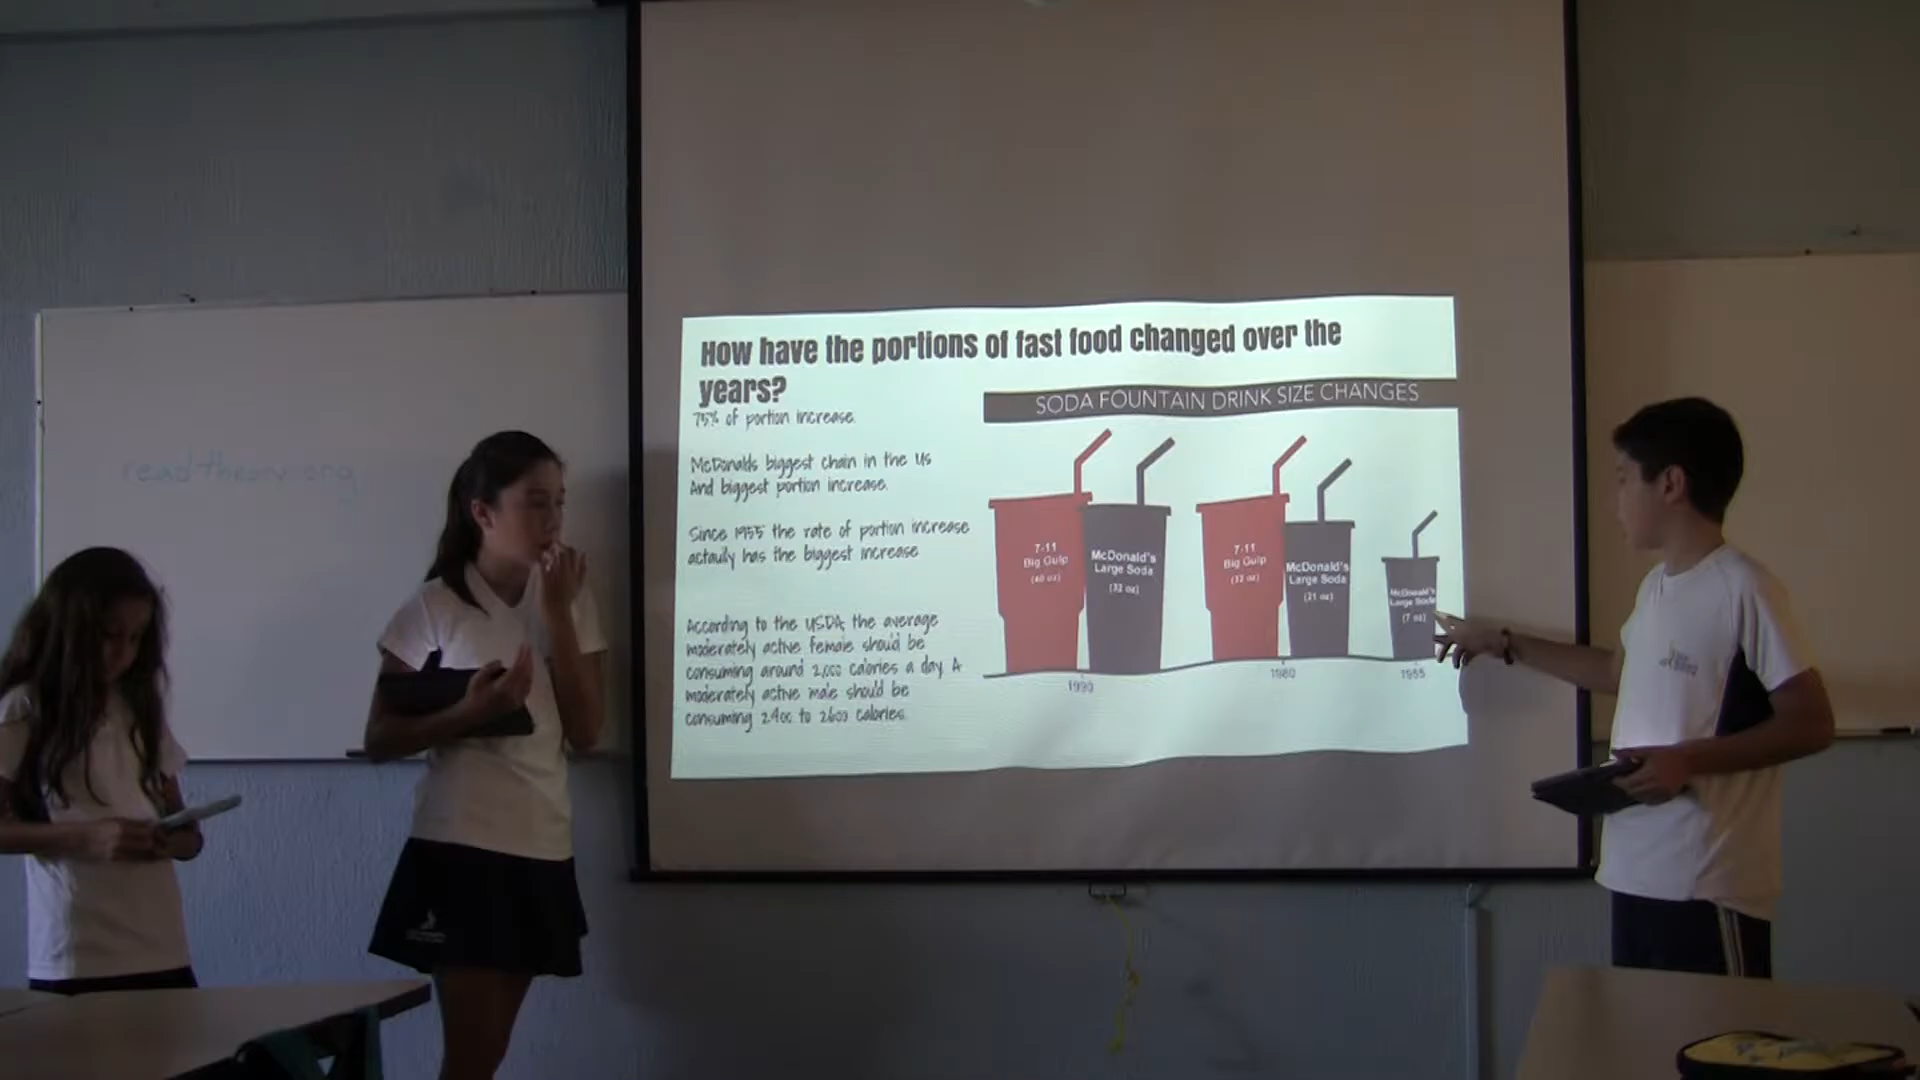 How have the portions of fast food changed over the
years?
75% of portion increase.
McDonalds biggest chain in the US
And biggest portion increase.
Since 1955 the rate of portion increase
actually has the biggest increase
According to the USDA, the average
moderately active female should be
consuming around 2,000 calories a day. A
moderately active male should be
consuming 2400 to 2600 calories.
SODA FOUNTAIN DRINK SIZE CHANGES
7-11
Big Gulp
(40 oz)
McDonald's
Large Soda
(32 oz)
7-11
Big Gulp
(32 oz)
McDonald's
Large Soda
(21 oz)
McDonald's
Large Soda
(7 oz)
1990
1980
1955
readtheory.org